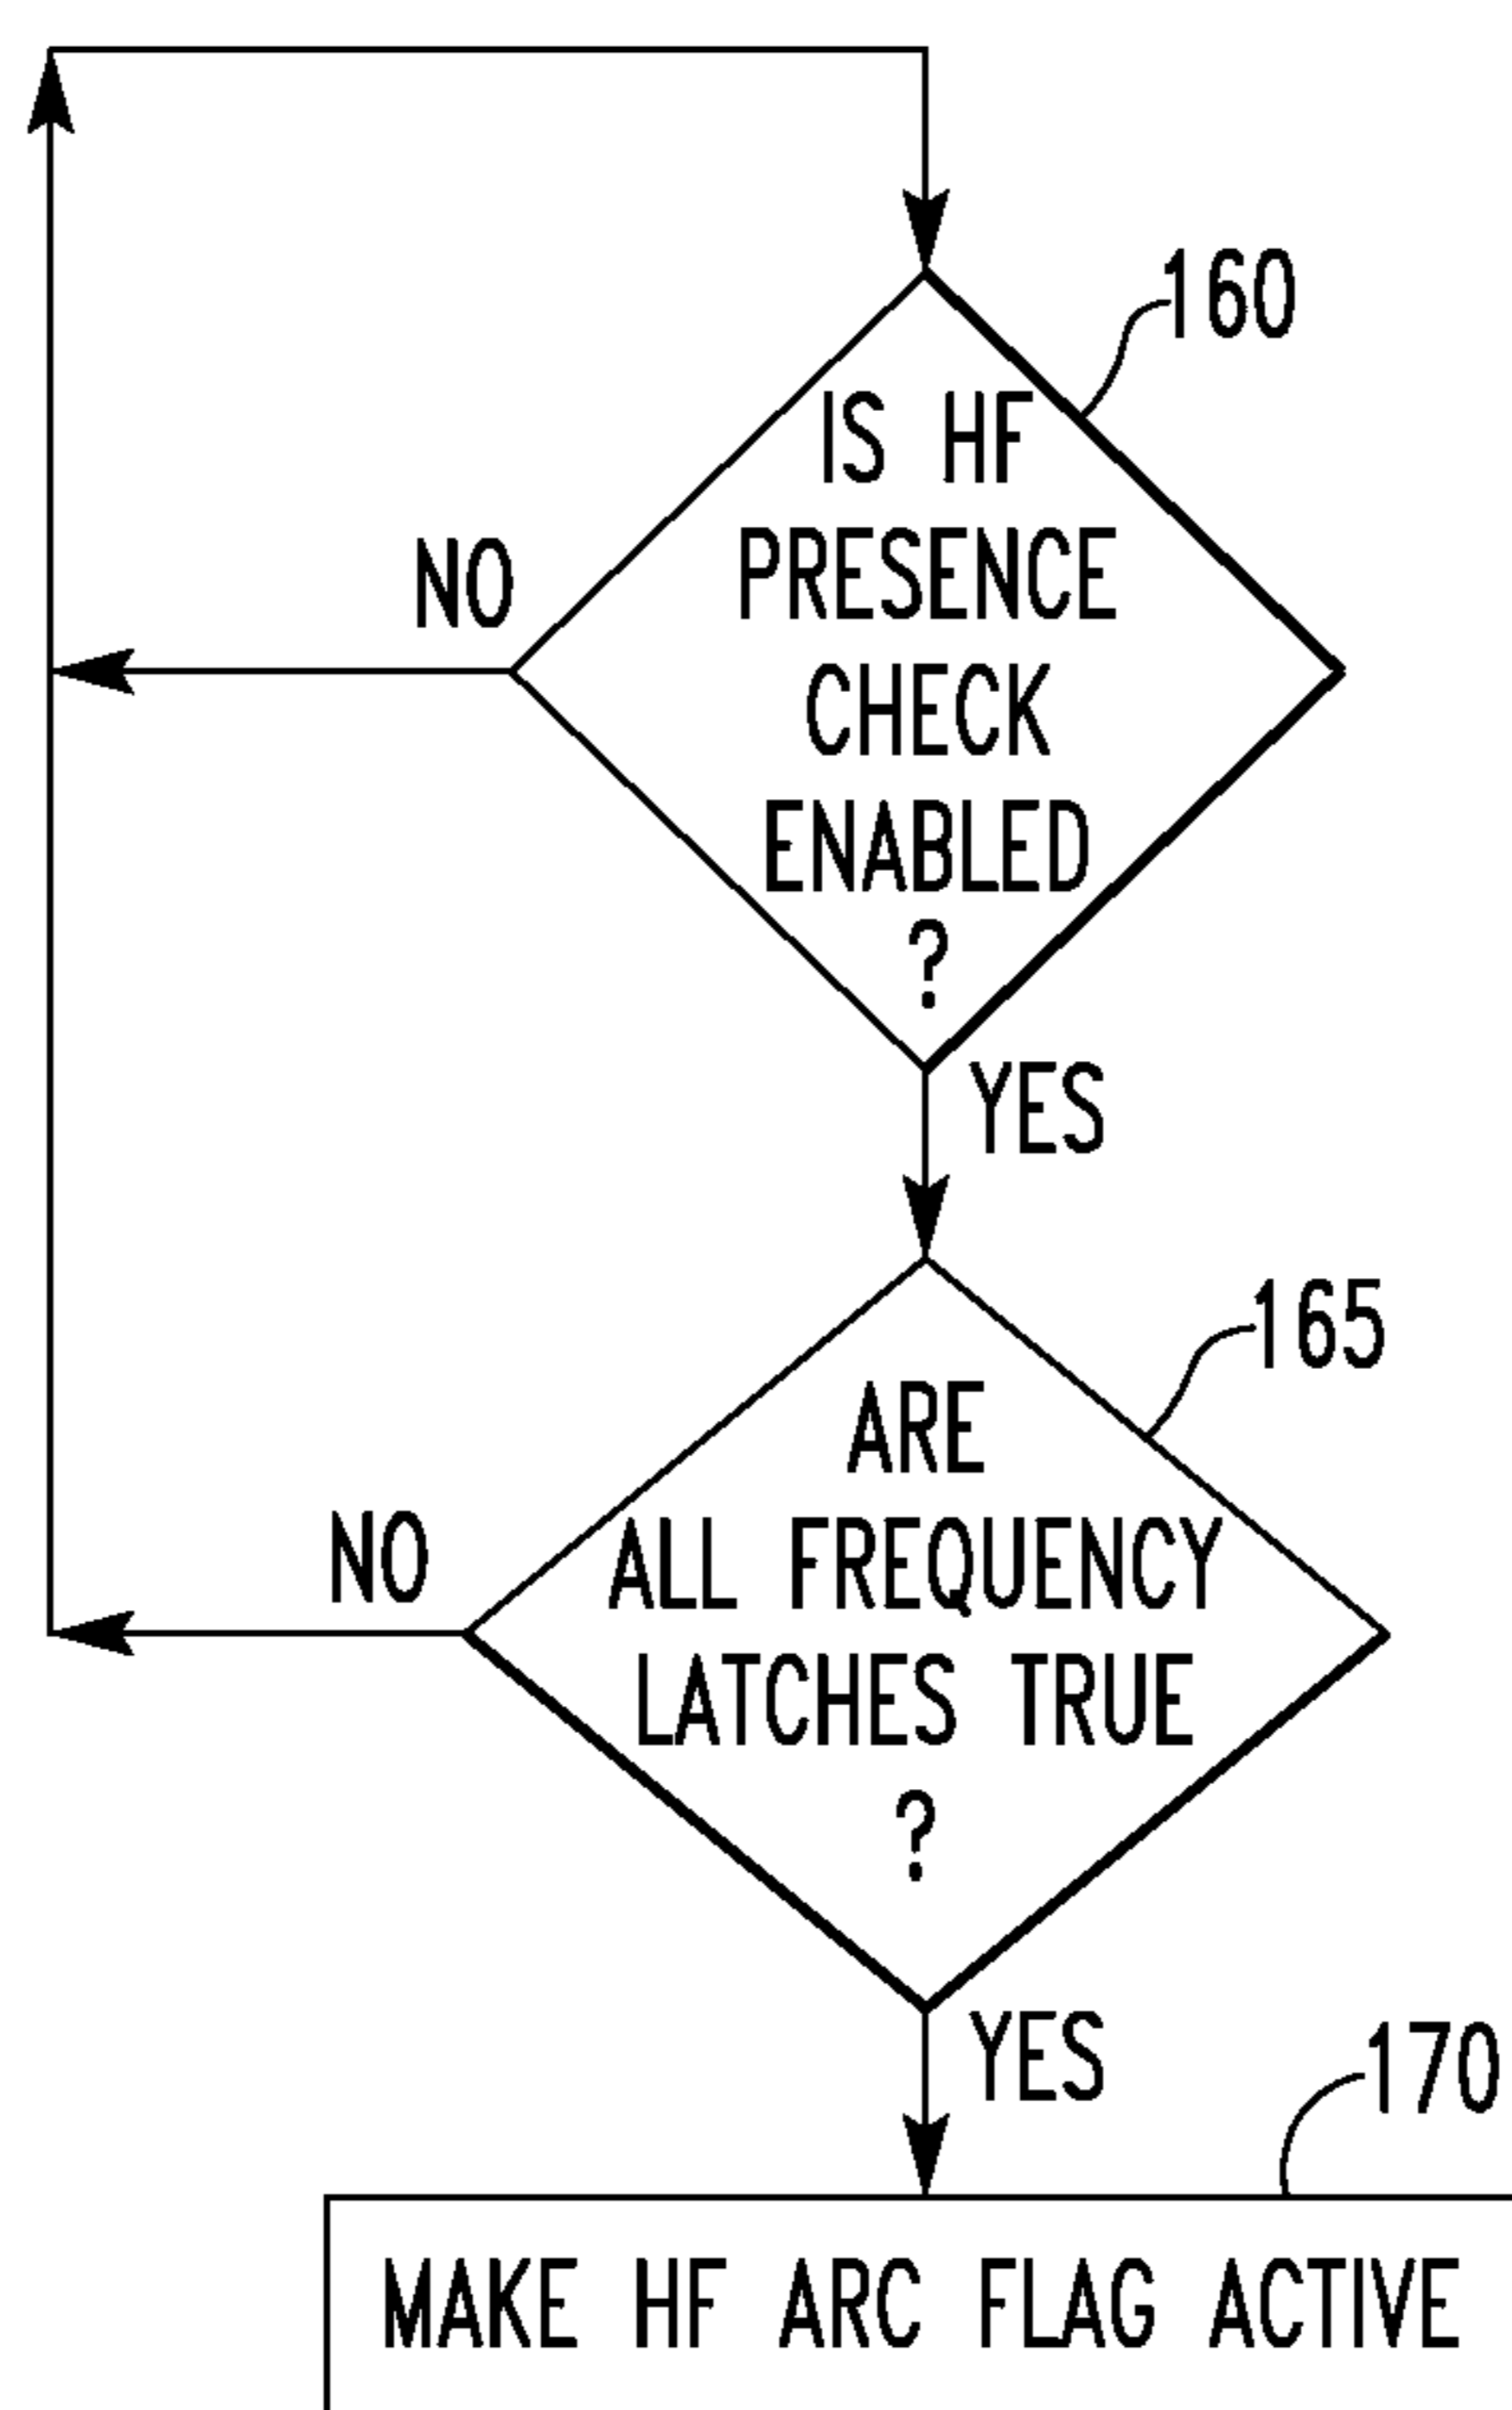 160
IS HF
PRESENCE
CHECK
ENABLED
?
NO
YES
165
ARE
ALL FREQUENCY
LATCHES TRUE
?
NO
YES
170
MAKE HF ARC FLAG ACTIVE